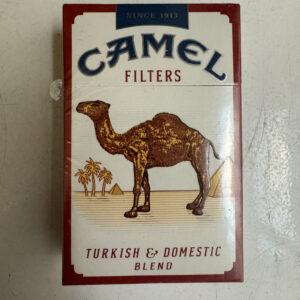 SINCE 1913
CAMEL
FILTERS
TURKISH & DOMESTIC
BLEND